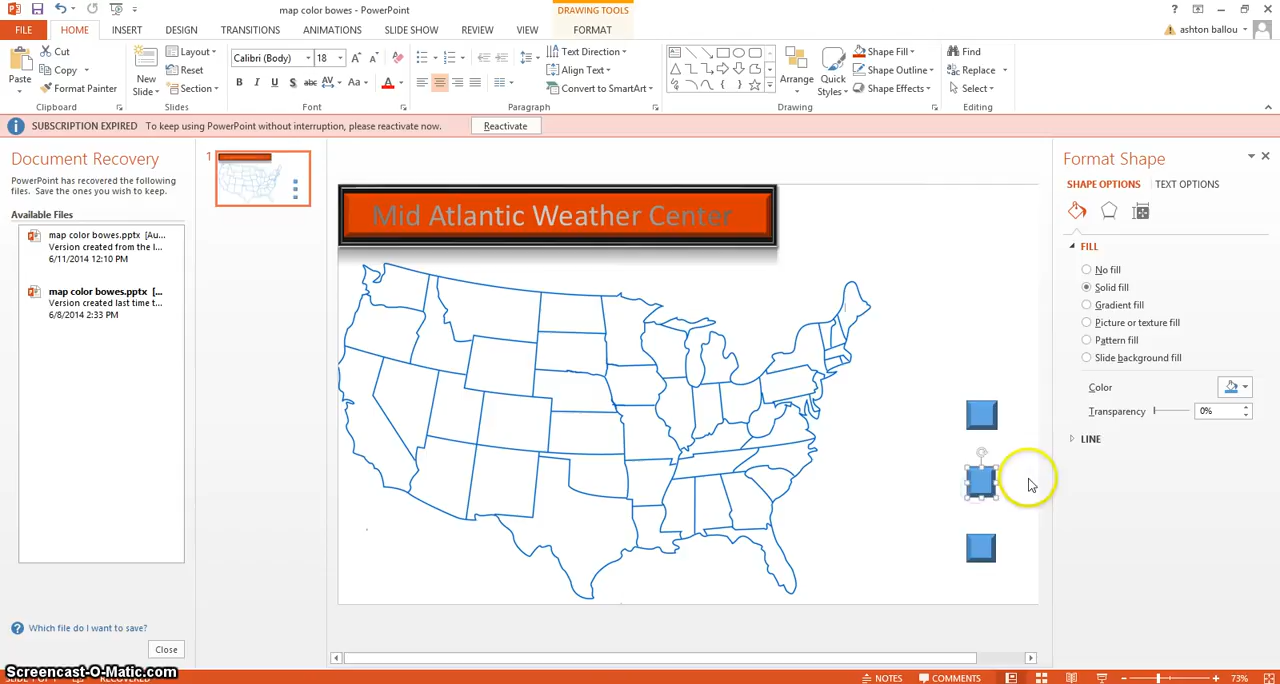 map color bowes - PowerPoint
DRAWING TOOLS
?
FILE
HOME
INSERT
DESIGN
TRANSITIONS
ANIMATIONS
SLIDE SHOW
REVIEW
VIEW
FORMAT
ashton ballou
Paste
Cut
Copy
Format Painter
Clipboard
New
Slide
Layout
Reset
Section
Slides
Calibri (Body)
18
B I U S abc AV Aa A
Font
Text Direction
Align Text
Convert to SmartArt
Paragraph
Arrange
Quick
Styles
Shape Fill
Shape Outline
Shape Effects
Drawing
Find
Replace
Select
Editing
SUBSCRIPTION EXPIRED To keep using PowerPoint without interruption, please reactivate now.
Reactivate
Document Recovery
PowerPoint has recovered the following
files. Save the ones you wish to keep.
Available Files
map color bowes.pptx [Au...
Version created from the l...
6/11/2014 12:10 PM
map color bowes.pptx [...
Version created last time t...
6/8/2014 2:33 PM
Which file do I want to save?
Close
1
Mid Atlantic Weather Center
Format Shape
SHAPE OPTIONS TEXT OPTIONS
FILL
No fill
Solid fill
Gradient fill
Picture or texture fill
Pattern fill
Slide background fill
Color
Transparency
0%
LINE
Screencast-O-Matic.com
NOTES
COMMENTS
73%